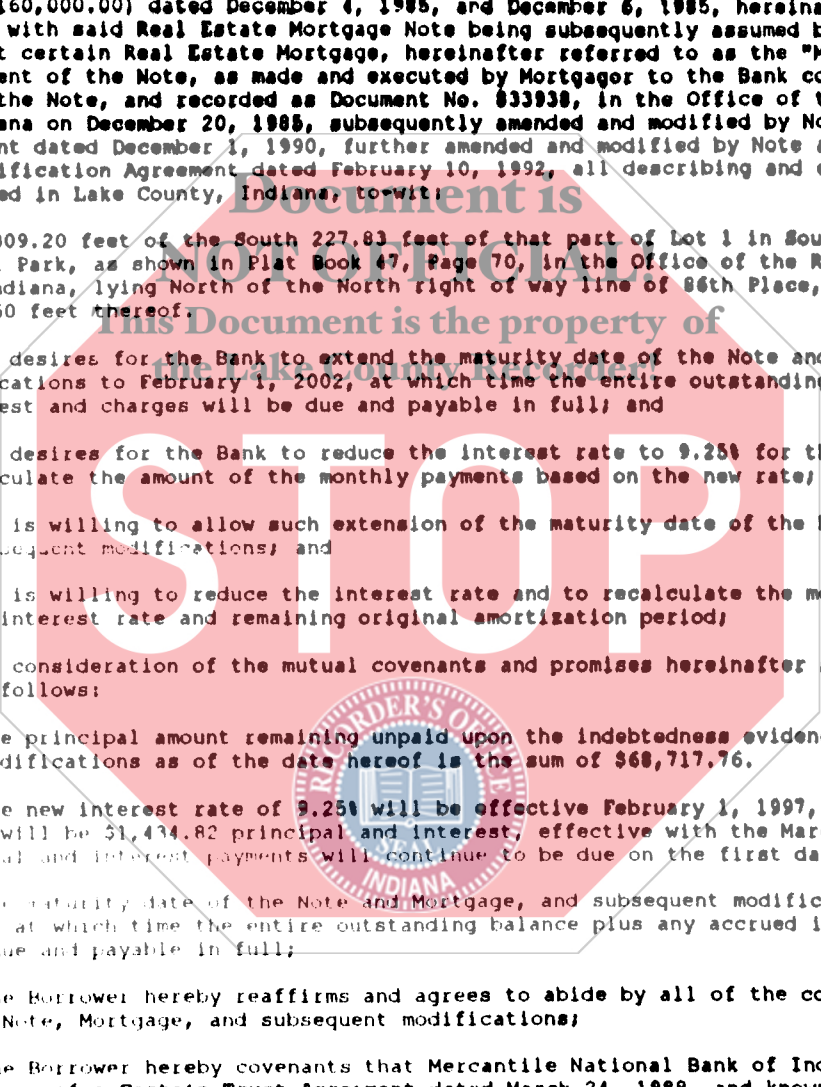 160,000.00) dated December 4, 1985, and December 6, 1985, hereina
with said Real Estate Mortgage Note being subsequently assumed b
t certain Real Estate Mortgage, hereinafter referred to as the "M
ent of the Note, as made and executed by Mortgagor to the Bank co
the Note, and recorded as Document No. 833938, in the Office of t
ana on December 20, 1985, subsequently amended and modified by No
nt dated December 1, 1990, further amended and modified by Note a
ification Agreement dated February 10, 1992, all describing and e
ed in Lake County, Indiana, to-wit:
Document is
009.20 feet of the South 227.83 feet of that part of Lot 1 in Sou
NOT OFFICIAL!
Park, as shown in Plat Book 47, Page 70, in the Office of the R
ndiana, lying North of the North right of way line of 86th Place,
50 feet thereof.
This Document is the property of
desires for the Bank to extend the maturity date of the Note and
the Lake County Recorder!
cations to February 1, 2002, at which time the entire outstanding
est and charges will be due and payable in full; and
desires for the Bank to reduce the interest rate to 9.25% for th
culate the amount of the monthly payments based on the new rate;
STOP
is willing to allow such extension of the maturity date of the
sequent modifications; and
is willing to reduce the interest rate and to recalculate the mo
interest rate and remaining original amortization period;
consideration of the mutual covenants and promises hereinafter
follows:
e principal amount remaining unpaid upon the indebtedness eviden
difications as of the date hereof is the sum of $68,717.76.
RECORDER'S OFFICE
SEAL
INDIANA
e new interest rate of 9.25% will be effective February 1, 1997,
will be $1,434.82 principal and interest, effective with the Mar
al and interest payments will continue to be due on the first da
maturity date of the Note and Mortgage, and subsequent modific
at which time the entire outstanding balance plus any accrued i
ue and payable in full;
e Borrower hereby reaffirms and agrees to abide by all of the co
Note, Mortgage, and subsequent modifications;
e Borrower hereby covenants that Mercantile National Bank of Ind
Trust Agreement dated March 24, 1989, and know